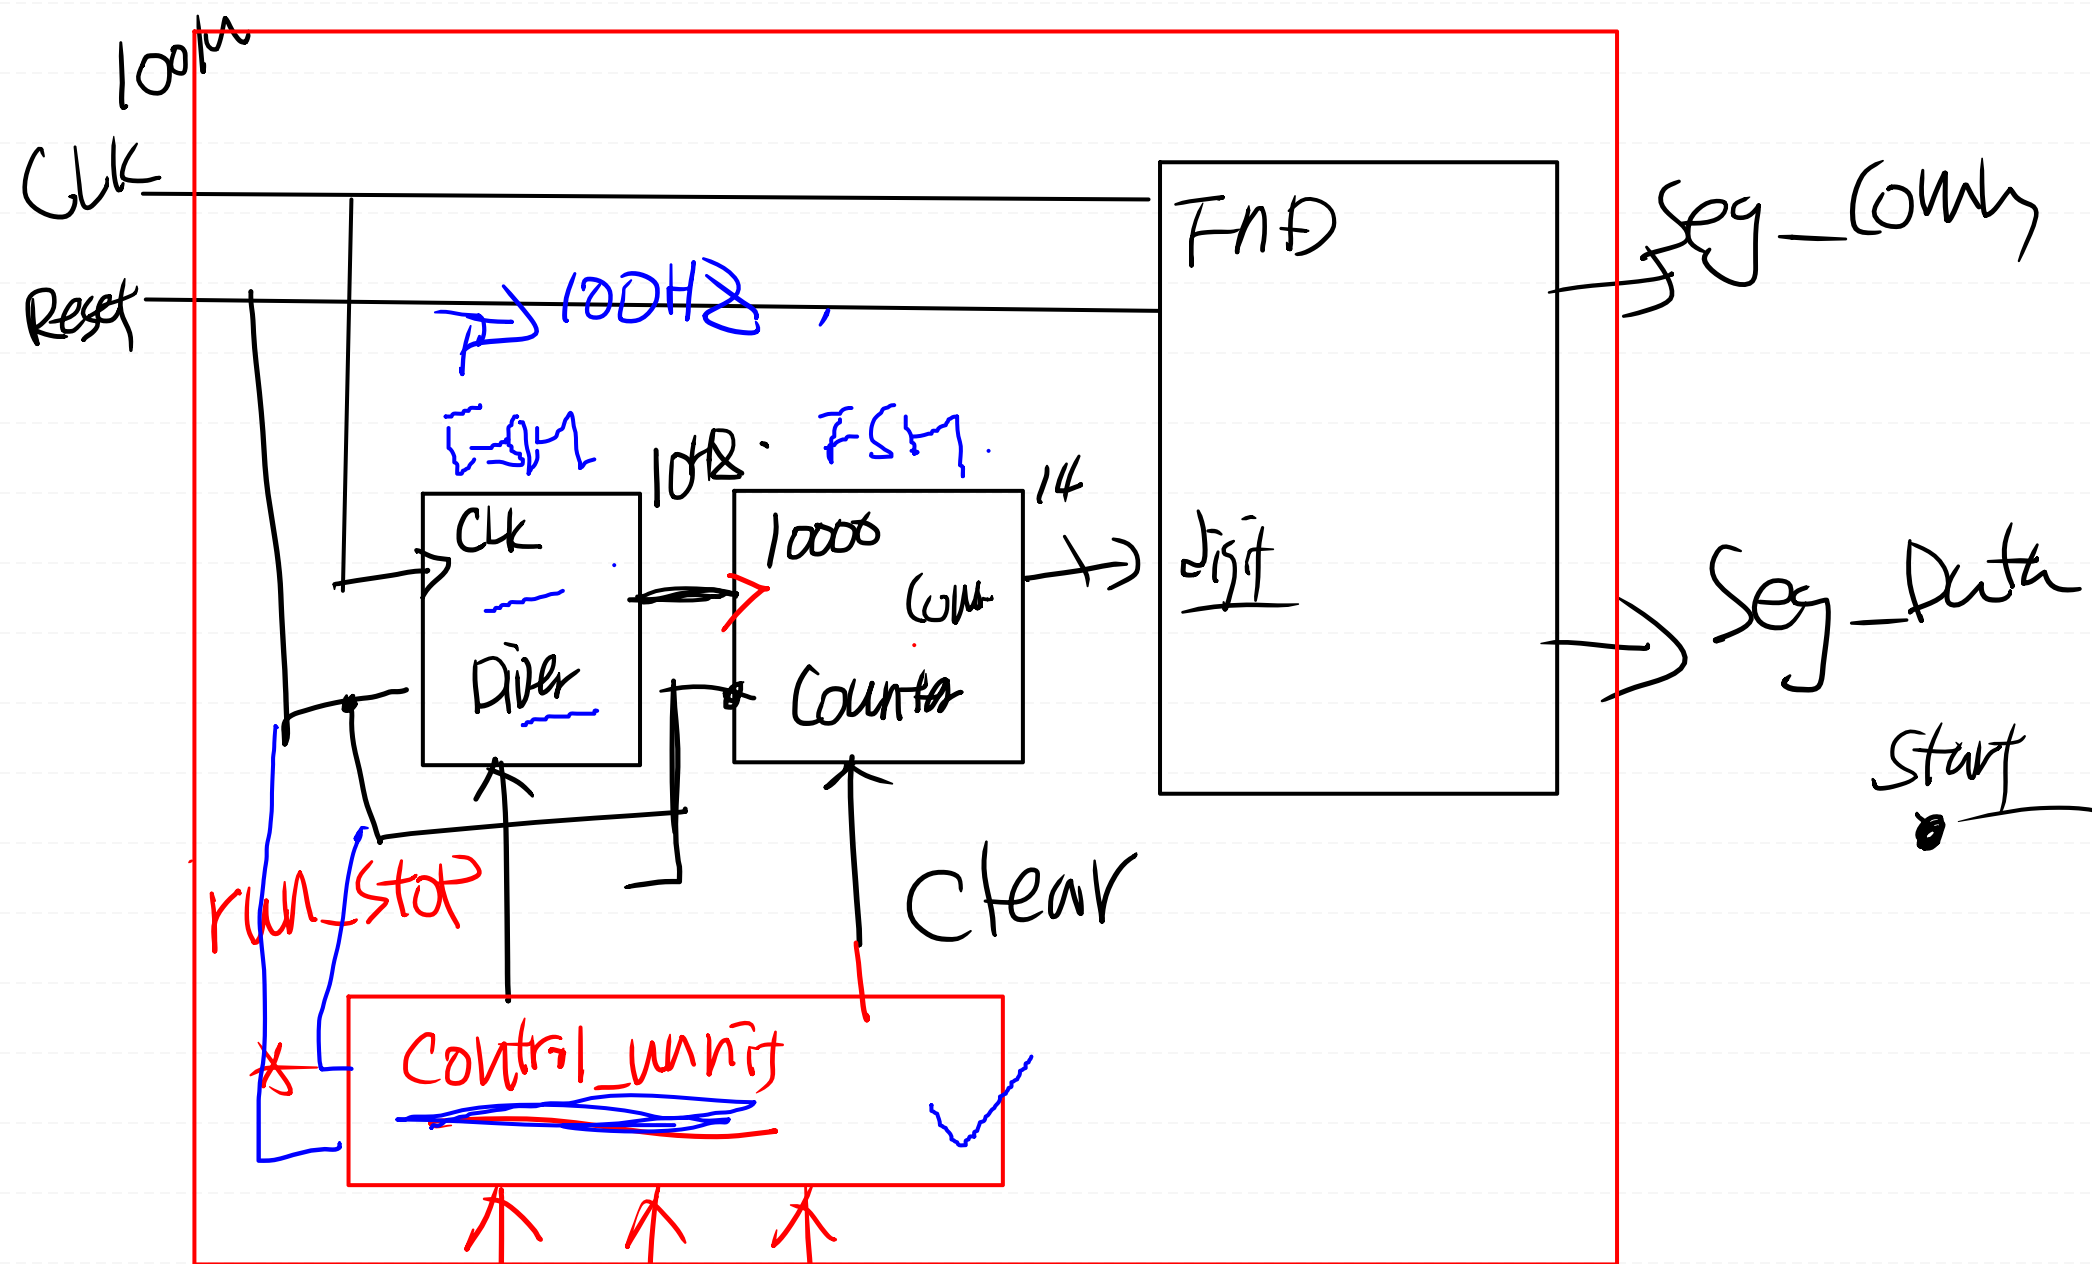 100M
CLK
Reset
FND
Seg_Comm
100Hz,
FSM
10Hz.
FSM.
14
CLK
Diver
10000
Com
Counter
digit
Seg_Data
Start
run_stop
Clear
Control_unit